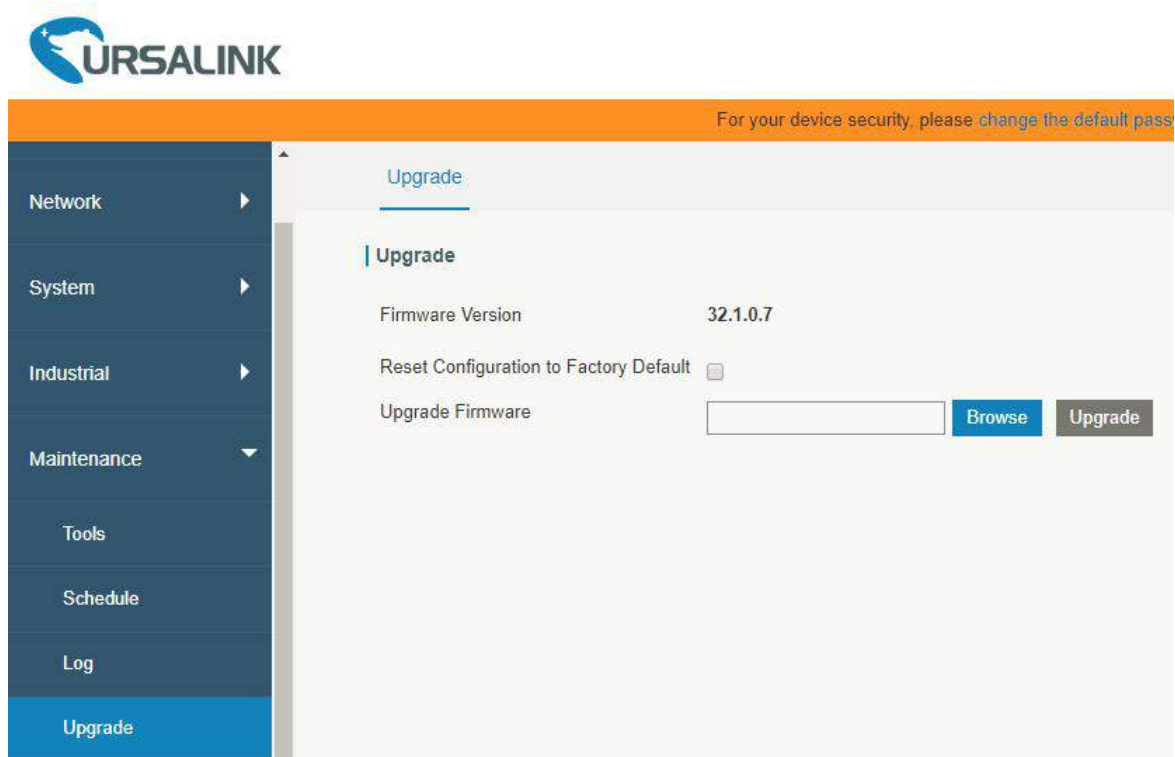 URSALINK
For your device security, please change the default
Network
System
Industrial
Maintenance
Tools
Schedule
Log
Upgrade
Upgrade
Upgrade
Firmware Version 32.1.0.7
Reset Configuration to Factory Default
Upgrade Firmware Browse Upgrade